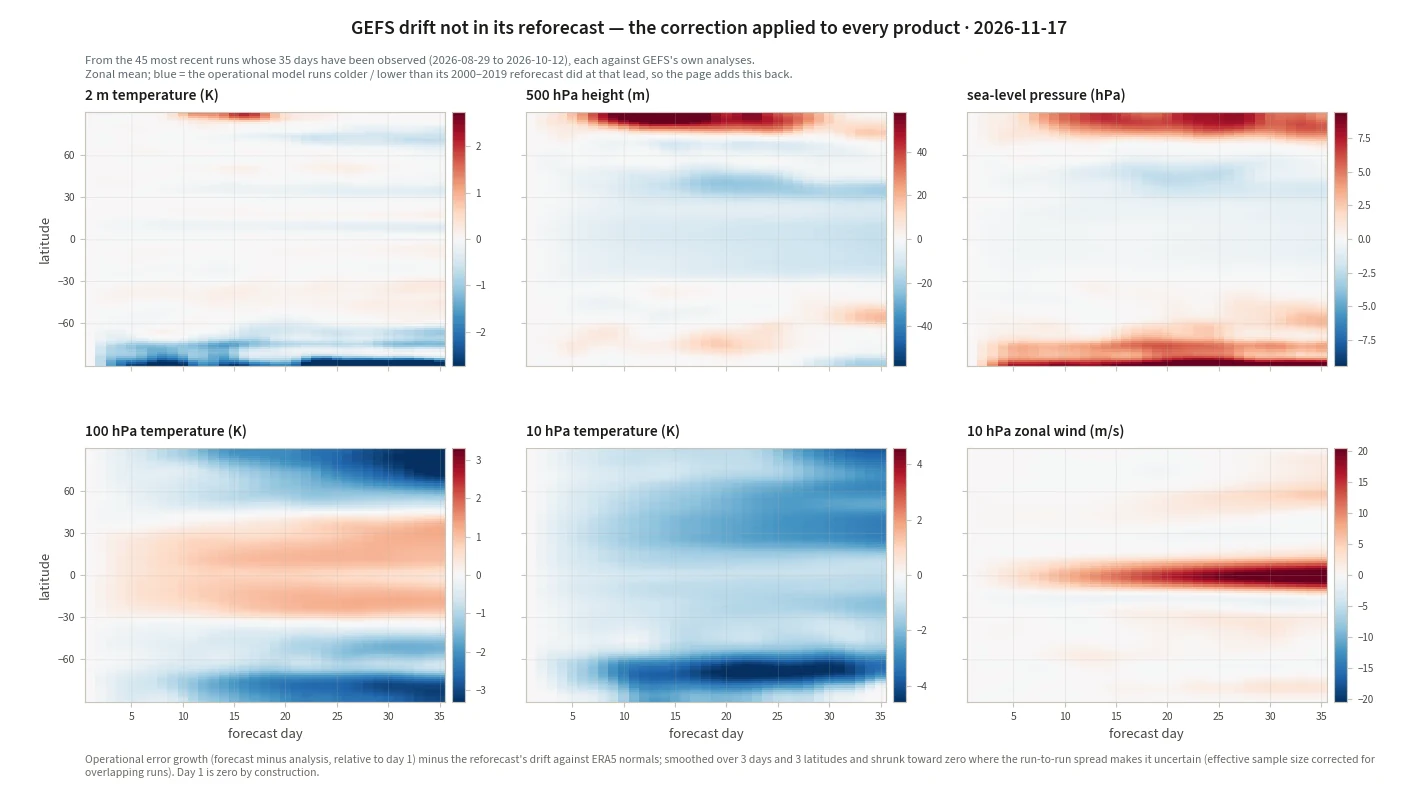 GEFS drift not in its reforecast — the correction applied to every product · 2026-11-17
From the 45 most recent runs whose 35 days have been observed (2026-08-29 to 2026-10-12), each against GEFS's own analyses.
Zonal mean; blue = the operational model runs colder / lower than its 2000–2019 reforecast did at that lead, so the page adds this back.
2 m temperature (K)
500 hPa height (m)
sea-level pressure (hPa)
latitude
60
30
0
−30
−60
2
1
0
−1
−2
40
20
0
−20
−40
7.5
5.0
2.5
0.0
−2.5
−5.0
−7.5
100 hPa temperature (K)
10 hPa temperature (K)
10 hPa zonal wind (m/s)
latitude
60
30
0
−30
−60
3
2
1
0
−1
−2
−3
4
2
0
−2
−4
20
15
10
5
0
−5
−10
−15
−20
5 10 15 20 25 30 35
5 10 15 20 25 30 35
5 10 15 20 25 30 35
forecast day
forecast day
forecast day
Operational error growth (forecast minus analysis, relative to day 1) minus the reforecast's drift against ERA5 normals; smoothed over 3 days and 3 latitudes and shrunk toward zero where the run-to-run spread makes it uncertain (effective sample size corrected for
overlapping runs). Day 1 is zero by construction.